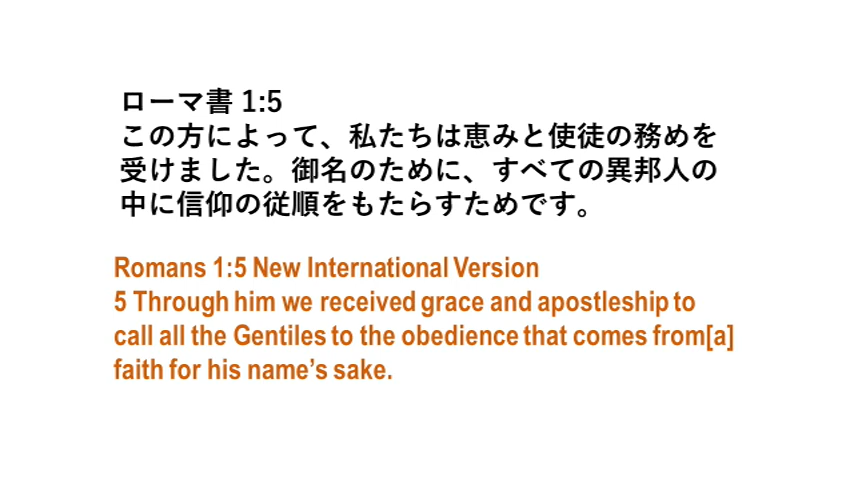 ローマ書 1:5
この方によって、私たちは恵みと使徒の務めを
受けました。御名のために、すべての異邦人の
中に信仰の従順をもたらすためです。
Romans 1:5 New International Version
5 Through him we received grace and apostleship to
call all the Gentiles to the obedience that comes from[a]
faith for his name’s sake.